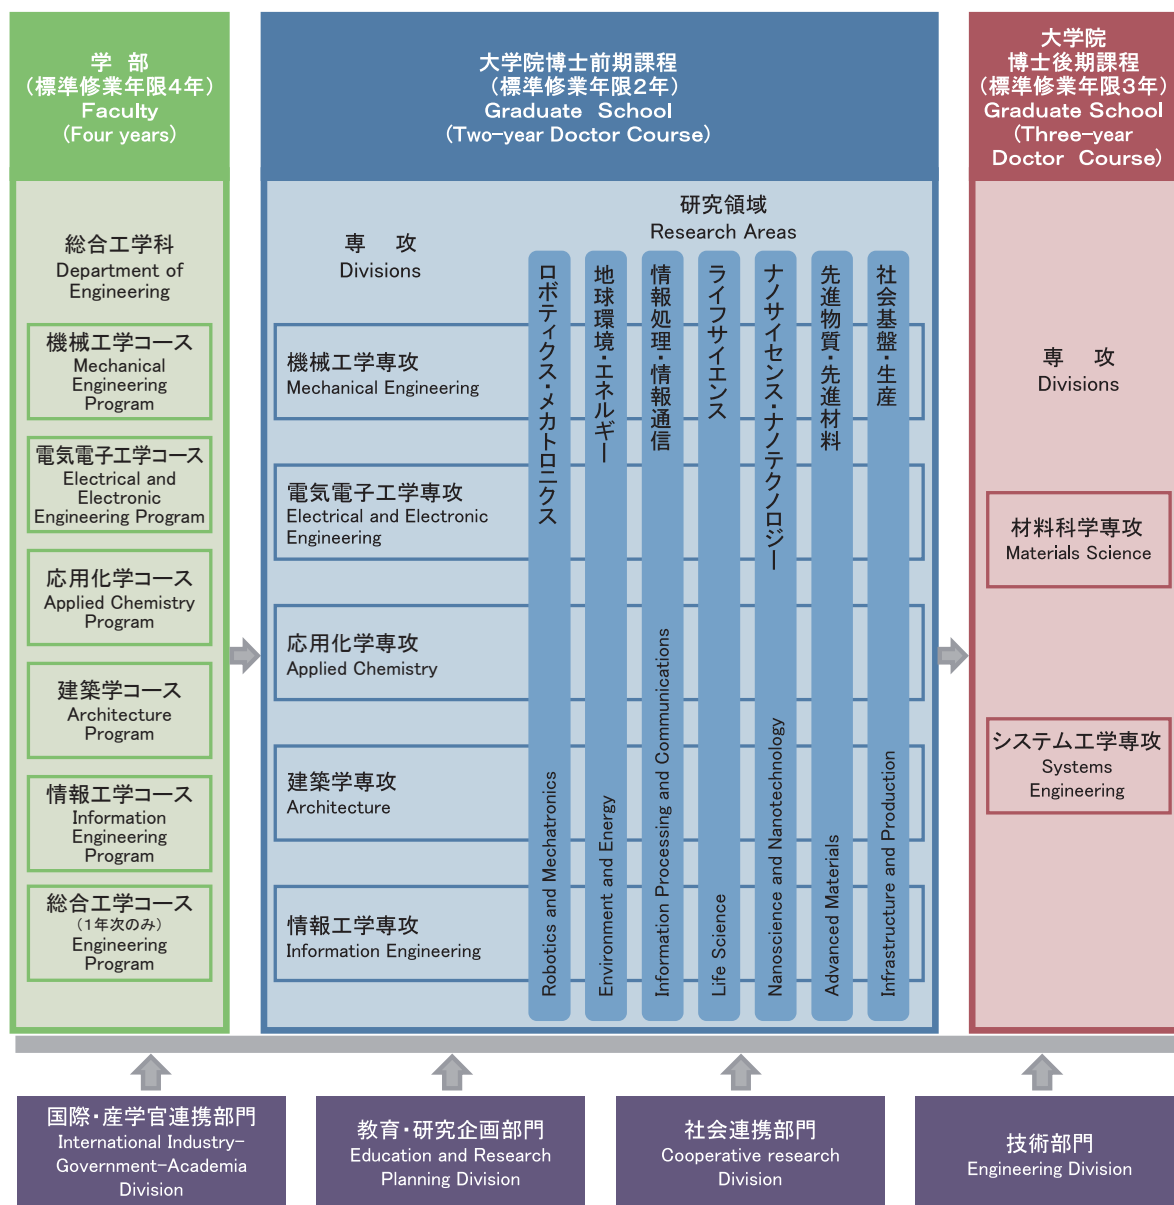 学 部
（標準修業年限4年）
Faculty
(Four years)
総合工学科
Department of
Engineering
機械工学コース
Mechanical
Engineering
Program
電気電子工学コース
Electrical and
Electronic
Engineering Program
応用化学コース
Applied Chemistry
Program
建築学コース
Architecture
Program
情報工学コース
Information
Engineering
Program
総合工学コース
（1年次のみ）
Engineering
Program
大学院博士前期課程
（標準修業年限2年）
Graduate School
(Two-year Doctor Course)
専 攻
Divisions
研究領域
Research Areas
機械工学専攻
Mechanical Engineering
電気電子工学専攻
Electrical and Electronic
Engineering
応用化学専攻
Applied Chemistry
建築学専攻
Architecture
情報工学専攻
Information Engineering
ロボティクス・メカトロニクス
Robotics and Mechatronics
地球環境・エネルギー
Environment and Energy
情報処理・情報通信
Information Processing and Communications
ライフサイエンス
Life Science
ナノサイセンス・ナノテクノロジー
Nanoscience and Nanotechnology
先進物質・先進材料
Advanced Materials
社会基盤・生産
Infrastructure and Production
大学院
博士後期課程
（標準修業年限3年）
Graduate School
(Three-year
Doctor Course)
専 攻
Divisions
材料科学専攻
Materials Science
システム工学専攻
Systems
Engineering
国際・産学官連携部門
International Industry-
Government-Academia
Division
教育・研究企画部門
Education and Research
Planning Division
社会連携部門
Cooperative research
Division
技術部門
Engineering Division